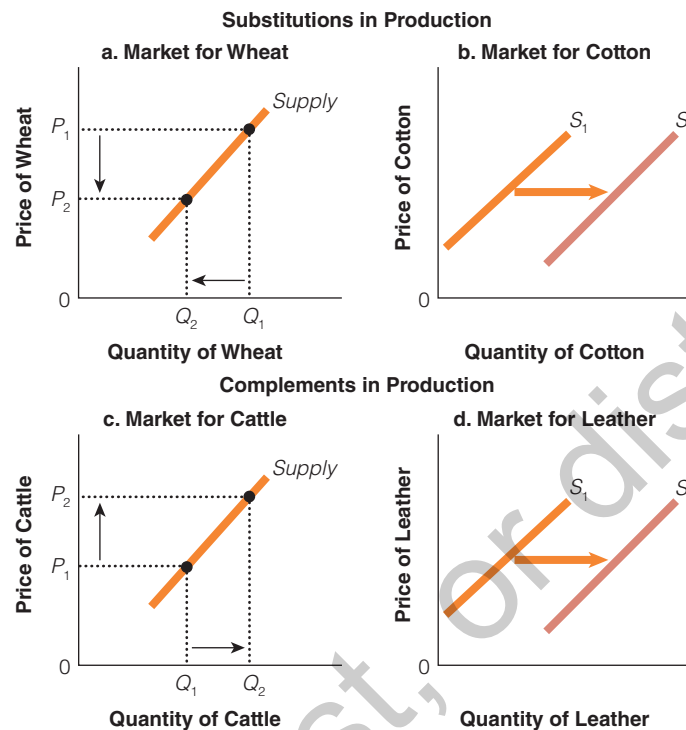 Substitutions in Production
a. Market for Wheat
Price of Wheat
P₁
P₂
Supply
0
Q₂
Q₁
Quantity of Wheat
b. Market for Cotton
Price of Cotton
S₁
S
0
Quantity of Cotton
Complements in Production
c. Market for Cattle
Price of Cattle
P₂
P₁
Supply
0
Q₁
Q₂
Quantity of Cattle
d. Market for Leather
Price of Leather
S₁
S
0
Quantity of Leather
st, or dist